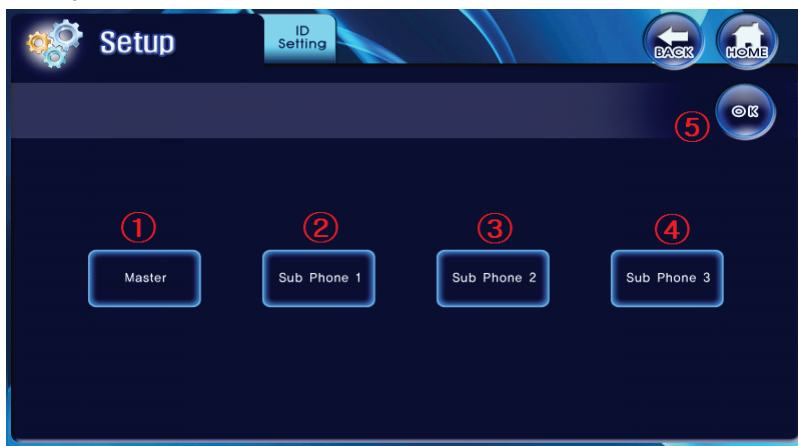 Setup
ID
Setting
BACK
HOME
OK
⑤
① ② ③ ④
Master Sub Phone 1 Sub Phone 2 Sub Phone 3